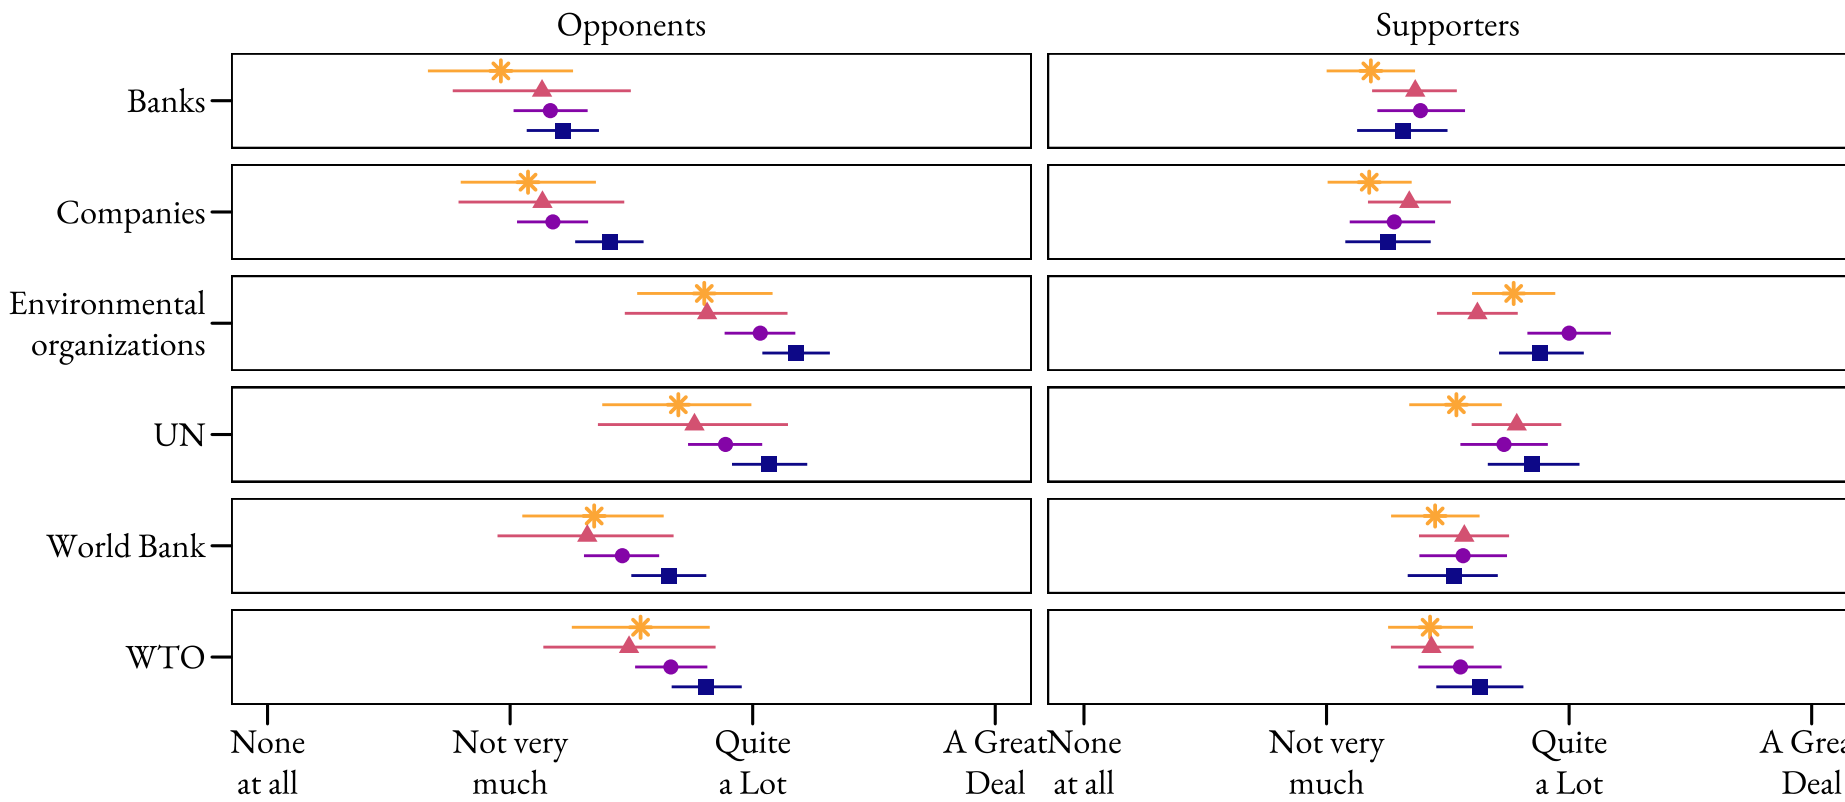 Opponents
Supporters
Banks
Companies
Environmental
organizations
UN
World Bank
WTO
None
at all
Not very
much
Quite
a Lot
A Great
Deal
None
at all
Not very
much
Quite
a Lot
A Grea
Deal